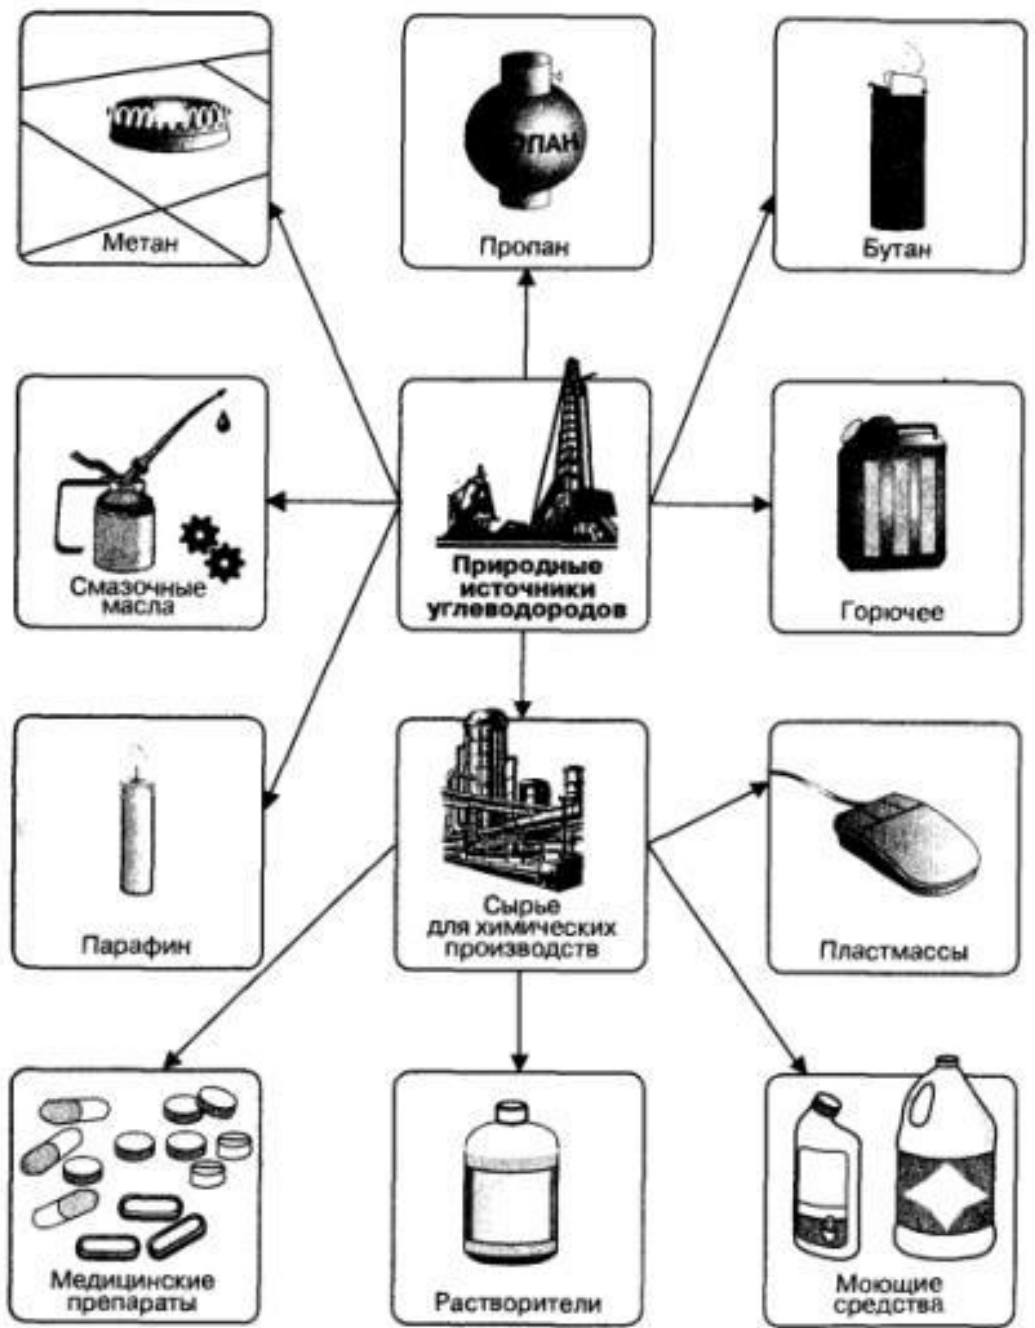 ПАН
Метан
Пропан
Бутан
Смазочные
масла
Природные
источники
углеводородов
Горючее
Парафин
Сырье
для химических
производств
Пластмассы
Медицинские
препараты
Растворители
Моющие
средства